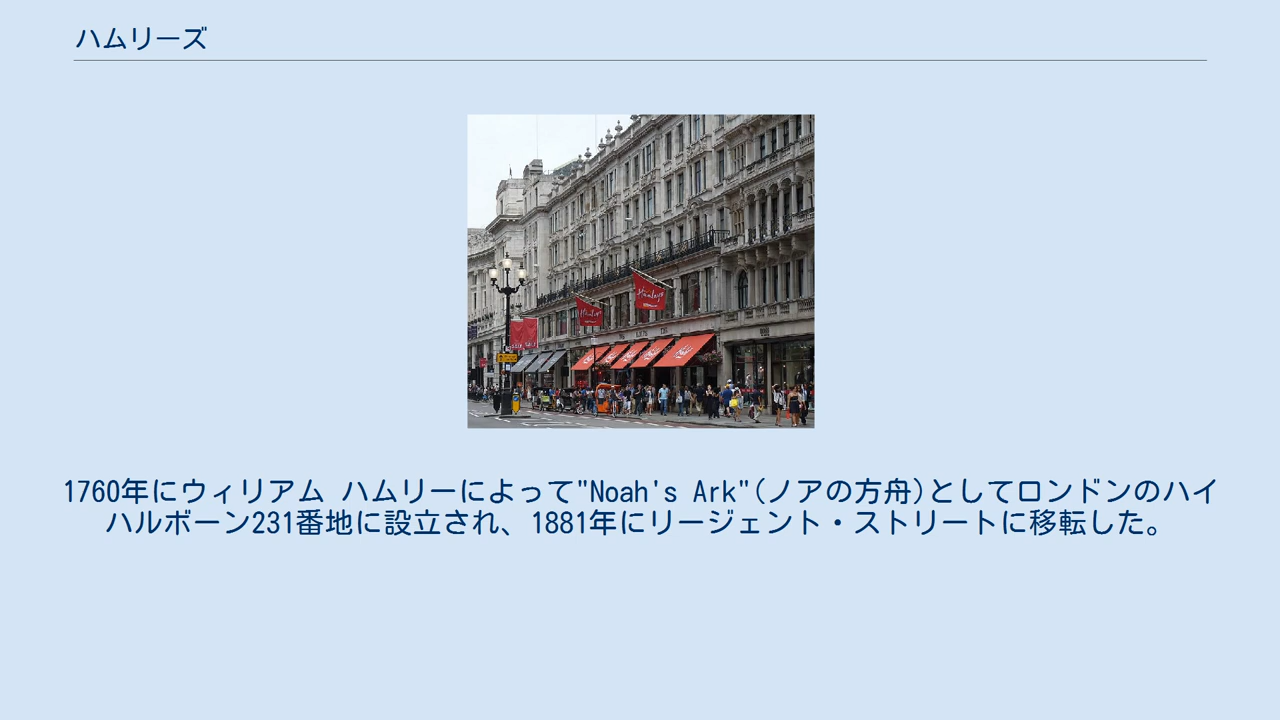 ハムリーズ
Hamleys
Hamleys
1760年にウィリアム ハムリーによって"Noah's Ark"(ノアの方舟)としてロンドンのハイ
ハルボーン231番地に設立され、1881年にリージェント・ストリートに移転した。